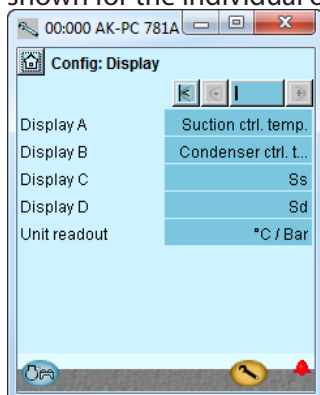 shown for the individual
00:000 AK-PC 781A
Config: Display
Display A Suction ctrl. temp.
Display B Condenser ctrl. t...
Display C Ss
Display D Sd
Unit readout °C / Bar